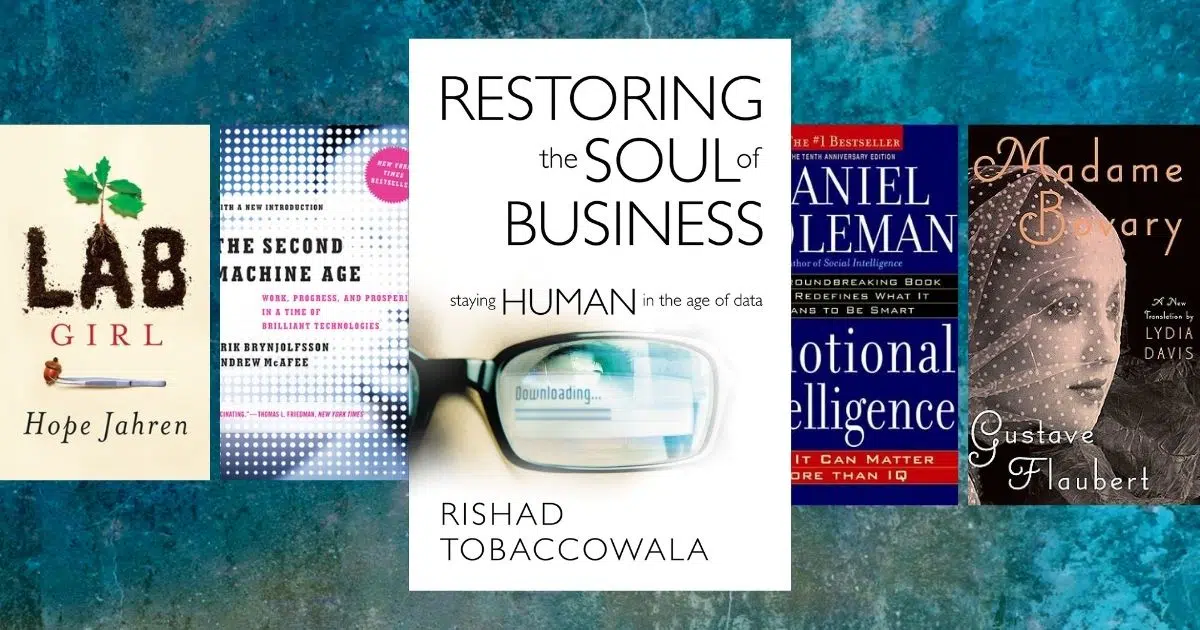 LAB
GIRL
Hope Jahren
WITH A NEW INTRODUCTION
NEW YORK
TIMES
BESTSELLER
THE SECOND
MACHINE AGE
WORK, PROGRESS, AND PROSPERI
IN A TIME OF
BRILLIANT TECHNOLOGIES
RIK BRYNJOLFSSON
NDREW McAFEE
CINATING."—THOMAS L. FRIEDMAN, NEW YORK TIMES
RESTORING
the SOUL of
BUSINESS
staying HUMAN in the age of data
Downloading...
RISHAD
TOBACCOWALA
THE #1 BESTSELLER
THE TENTH ANNIVERSARY EDITION
ANIEL
OLEMAN
thor of Social Intelligence
ROUNDBREAKING BOOK
REDEFINES WHAT IT
ANS TO BE SMART
otional
elligence
IT CAN MATTER
ORE THAN IQ
Madame
Bovary
A New
Translation by
LYDIA
DAVIS
Gustave
Flaubert